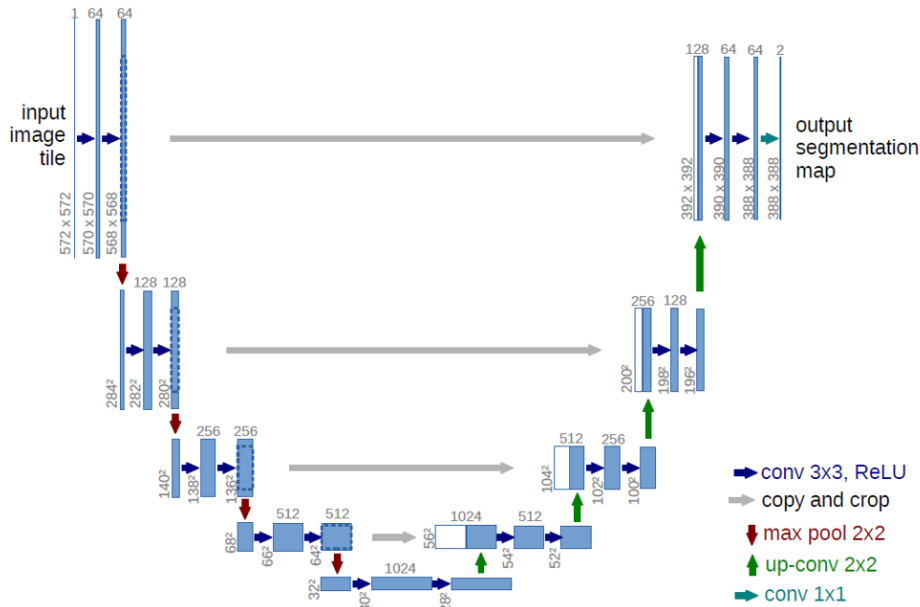 1 64 64
input
image
tile
572 x 572
570 x 570
568 x 568
128 64 64 2
output
segmentation
map
392 x 392
390 x 390
388 x 388
388 x 388
128 128
284²
282²
280²
256 128
200²
198²
196²
256 256
140²
138²
136²
512 256
104²
102²
100²
512 512
68²
66²
64²
1024 512
56²
54²
52²
1024
32²
30²
28²
conv 3x3, ReLU
copy and crop
max pool 2x2
up-conv 2x2
conv 1x1